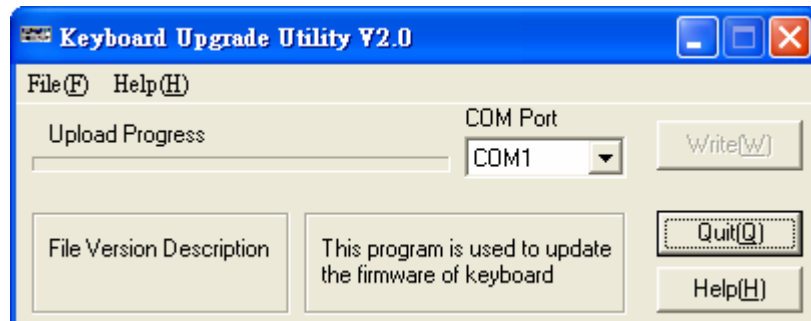 Keyboard Upgrade Utility V2.0
File(F) Help(H)
Upload Progress
COM Port
COM1
Write(W)
File Version Description
This program is used to update
the firmware of keyboard
Quit(Q)
Help(H)